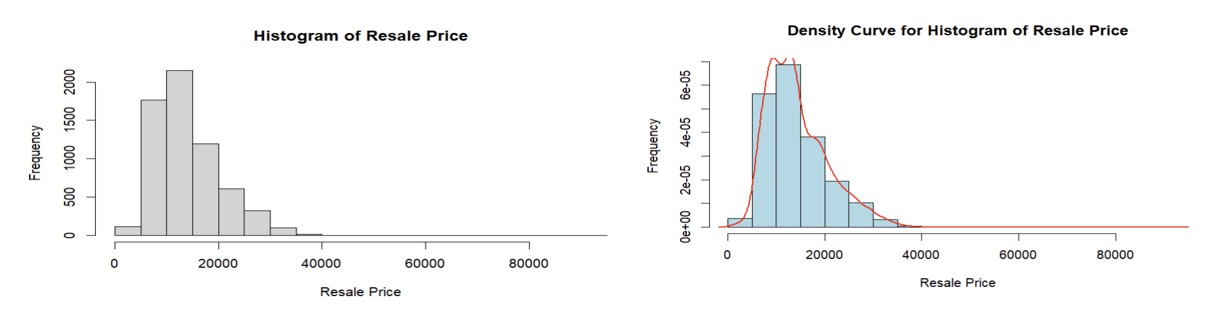 Histogram of Resale Price
Frequency
2000
1500
1000
500
0
0 20000 40000 60000 80000
Resale Price
Density Curve for Histogram of Resale Price
Frequency
6e-05
4e-05
2e-05
0e+00
0 20000 40000 60000 80000
Resale Price